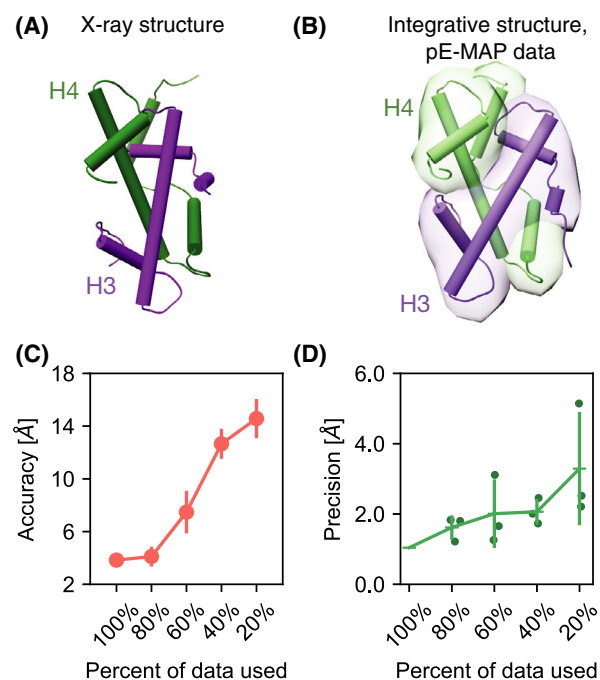 (A) X-ray structure
H4
H3
(B) Integrative structure,
pE-MAP data
H4
H3
(C)
18
14
10
6
2
Accuracy [Å]
100% 80% 60% 40% 20%
Percent of data used
(D)
6.0
4.0
2.0
0.0
Precision [Å]
100% 80% 60% 40% 20%
Percent of data used